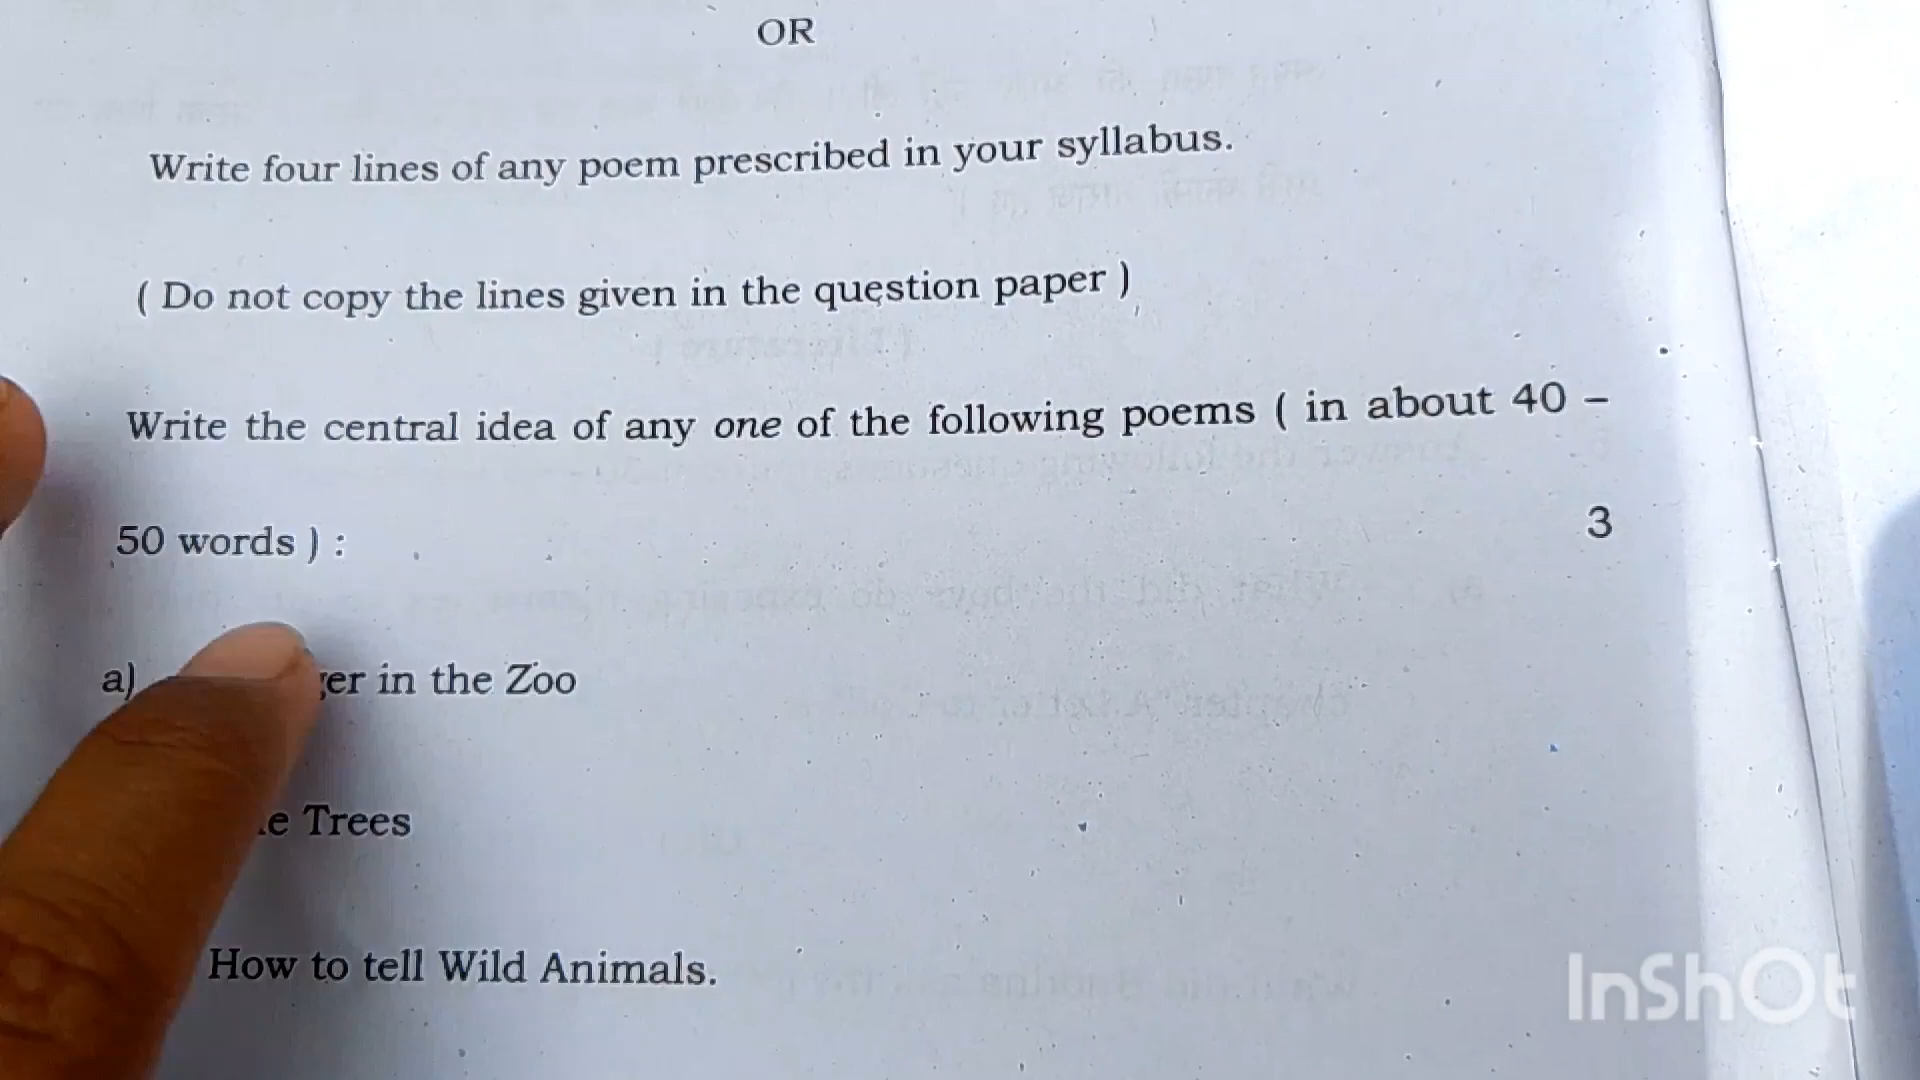 OR
Write four lines of any poem prescribed in your syllabus.
( Do not copy the lines given in the question paper )
Write the central idea of any one of the following poems ( in about 40 –
50 words ) : 3
a) er in the Zoo
e Trees
How to tell Wild Animals.
InShOt